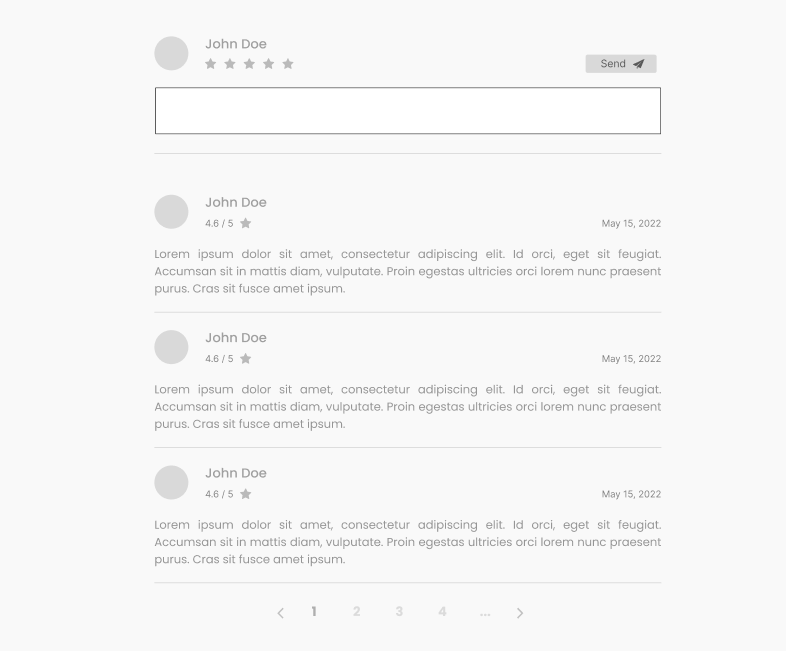 John Doe
Send
John Doe
4.6 / 5
May 15, 2022
Lorem ipsum dolor sit amet, consectetur adipiscing elit. Id orci, eget sit feugiat.
Accumsan sit in mattis diam, vulputate. Proin egestas ultricies orci lorem nunc praesent
purus. Cras sit fusce amet ipsum.
John Doe
4.6 / 5
May 15, 2022
Lorem ipsum dolor sit amet, consectetur adipiscing elit. Id orci, eget sit feugiat.
Accumsan sit in mattis diam, vulputate. Proin egestas ultricies orci lorem nunc praesent
purus. Cras sit fusce amet ipsum.
John Doe
4.6 / 5
May 15, 2022
Lorem ipsum dolor sit amet, consectetur adipiscing elit. Id orci, eget sit feugiat.
Accumsan sit in mattis diam, vulputate. Proin egestas ultricies orci lorem nunc praesent
purus. Cras sit fusce amet ipsum.
1 2 3 4 ...